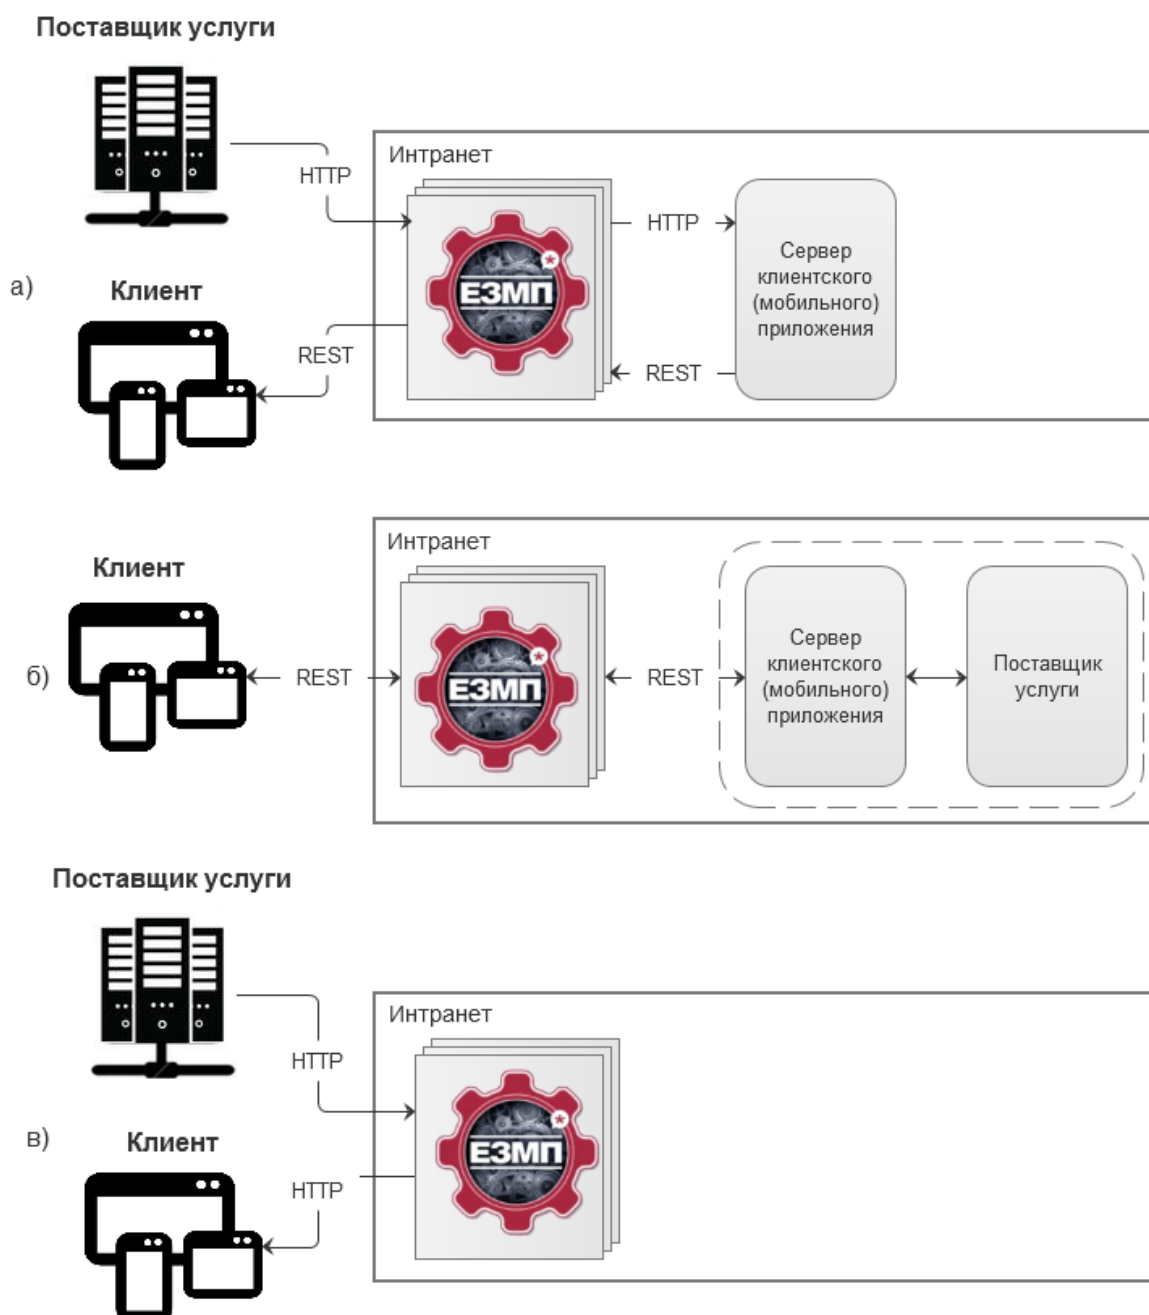 Поставщик услуги
Интранет
HTTP
HTTP
ЕЗМП
Сервер
клиентского
(мобильного)
приложения
а)
Клиент
REST
REST
Интранет
Клиент
б)
REST
ЕЗМП
REST
Сервер
клиентского
(мобильного)
приложения
Поставщик
услуги
Поставщик услуги
Интранет
HTTP
ЕЗМП
в)
Клиент
HTTP